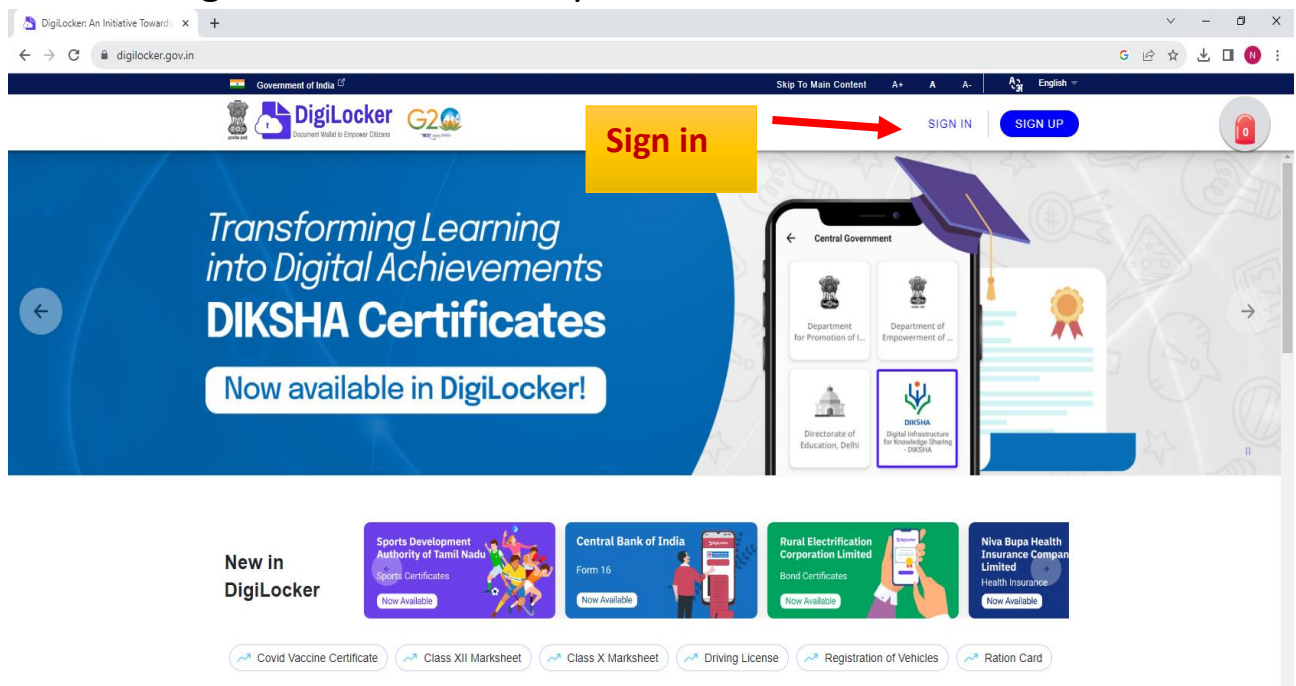 DigiLocker: An Initiative Towards
digilocker.gov.in
N
Government of India
Skip To Main Content A+ A A- English
DigiLocker
Document Wallet to Empower Citizens
G20
Sign in
SIGN IN
SIGN UP
0
Transforming Learning
into Digital Achievements
DIKSHA Certificates
Now available in DigiLocker!
Central Government
Department
for Promotion of I...
Department of
Empowerment of ...
Directorate of
Education, Delhi
DIKSHA
Digital Infrastructure
for Knowledge Sharing
- DIKSHA
New in
DigiLocker
Sports Development
Authority of Tamil Nadu
Sports Certificates
Now Available
Central Bank of India
Form 16
Now Available
Rural Electrification
Corporation Limited
Bond Certificates
Now Available
Niva Bupa Health
Insurance Compan
Limited
Health Insurance
Now Available
Covid Vaccine Certificate
Class XII Marksheet
Class X Marksheet
Driving License
Registration of Vehicles
Ration Card